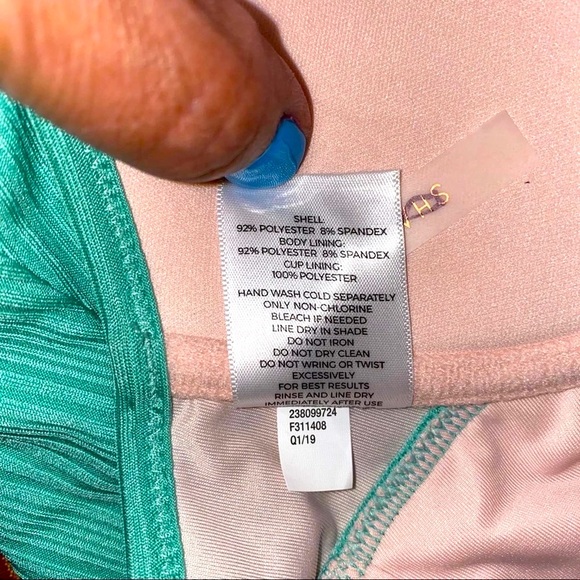 SHELL:
92% POLYESTER 8% SPANDEX
BODY LINING:
92% POLYESTER 8% SPANDEX
CUP LINING:
100% POLYESTER
HAND WASH COLD SEPARATELY
ONLY NON-CHLORINE
BLEACH IF NEEDED
LINE DRY IN SHADE
DO NOT IRON
DO NOT DRY CLEAN
DO NOT WRING OR TWIST
EXCESSIVELY
FOR BEST RESULTS
RINSE AND LINE DRY
IMMEDIATELY AFTER USE
238099724
F311408
Q1/19